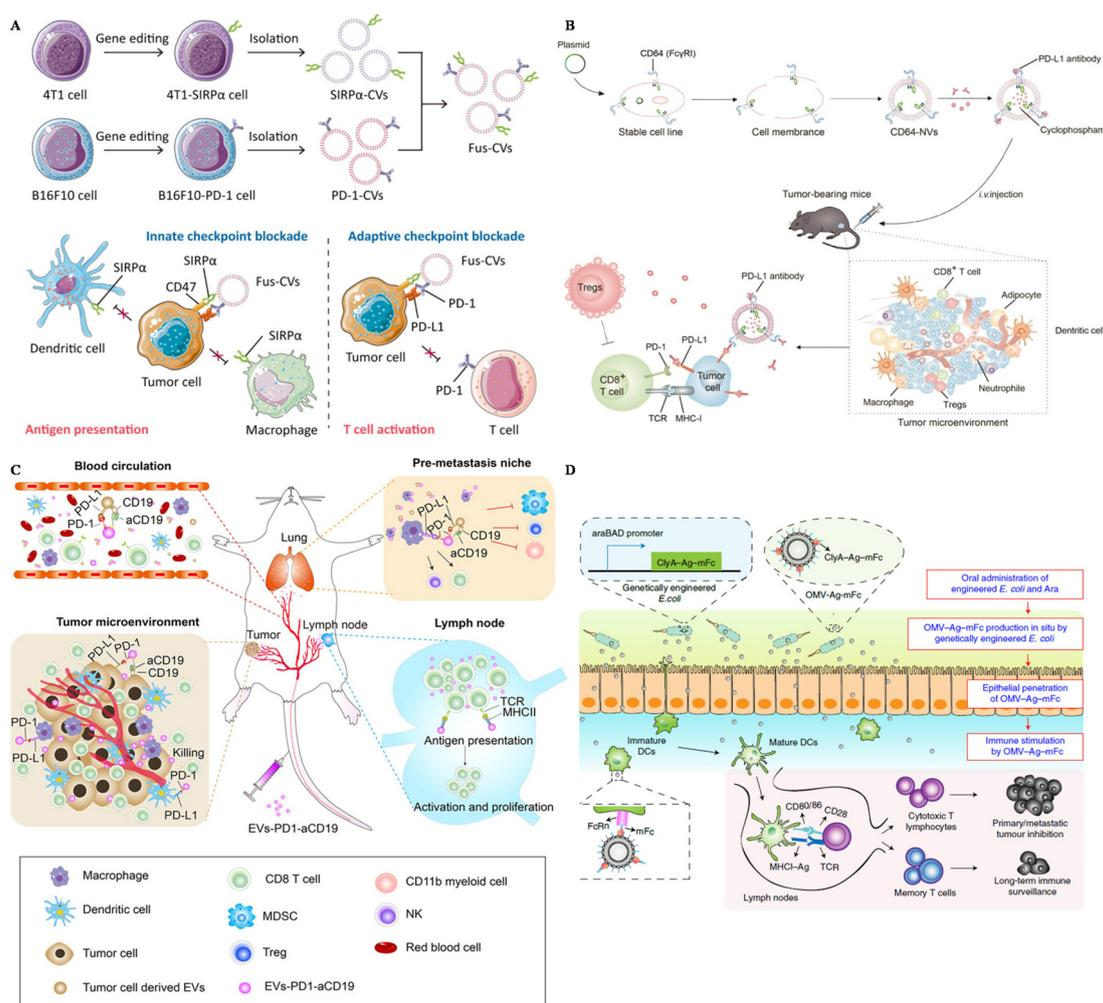 A
Gene editing
Isolation
4T1 cell
4T1-SIRPα cell
SIRPα-CVs
Gene editing
Isolation
Fus-CVs
B16F10 cell
B16F10-PD-1 cell
PD-1-CVs
Innate checkpoint blockade
Adaptive checkpoint blockade
SIRPα
SIRPα
CD47
Fus-CVs
Fus-CVs
PD-1
PD-L1
Dendritic cell
Tumor cell
Tumor cell
SIRPα
PD-1
Antigen presentation
Macrophage
T cell activation
T cell
B
Plasmid
CD64 (FcγRI)
PD-L1 antibody
Stable cell line
Cell membrance
CD64-NVs
Cyclophospham
i.v.injection
Tumor-bearing mice
Tregs
PD-L1 antibody
PD-1
PD-L1
CD8+
T cell
Tumor
cell
TCR
MHC-I
CD8+ T cell
Adipocyte
Dentritic cel
Neutrophile
Macrophage
Tregs
Tumor microenvironment
C
Blood circulation
PD-L1
CD19
PD-1
aCD19
Pre-metastasis niche
PD-L1
PD-1
CD19
aCD19
Lung
Tumor microenvironment
Tumor
Lymph node
Lymph node
PD-L1
PD-1
aCD19
CD19
PD-1
PD-L1
Killing
PD-1
PD-L1
TCR
MHCII
Antigen presentation
Activation and proliferation
EVs-PD1-aCD19
Macrophage
CD8 T cell
CD11b myeloid cell
Dendritic cell
MDSC
NK
Tumor cell
Treg
Red blood cell
Tumor cell derived EVs
EVs-PD1-aCD19
D
araBAD promoter
ClyA–Ag–mFc
Genetically engineered
E.coli
ClyA–Ag–mFc
OMV-Ag-mFc
Oral administration of
engineered E. coli and Ara
OMV–Ag–mFc production in situ by
genetically engineered E. coli
Epithelial penetration
of OMV–Ag–mFc
Immune stimulation
by OMV–Ag–mFc
Immature
DCs
Mature DCs
FcRn
mFc
CD80/86
CD28
MHCI–Ag
TCR
Lymph nodes
Cytotoxic T
lymphocytes
Primary/metastatic
tumour inhibition
Memory T cells
Long-term immune
surveillance